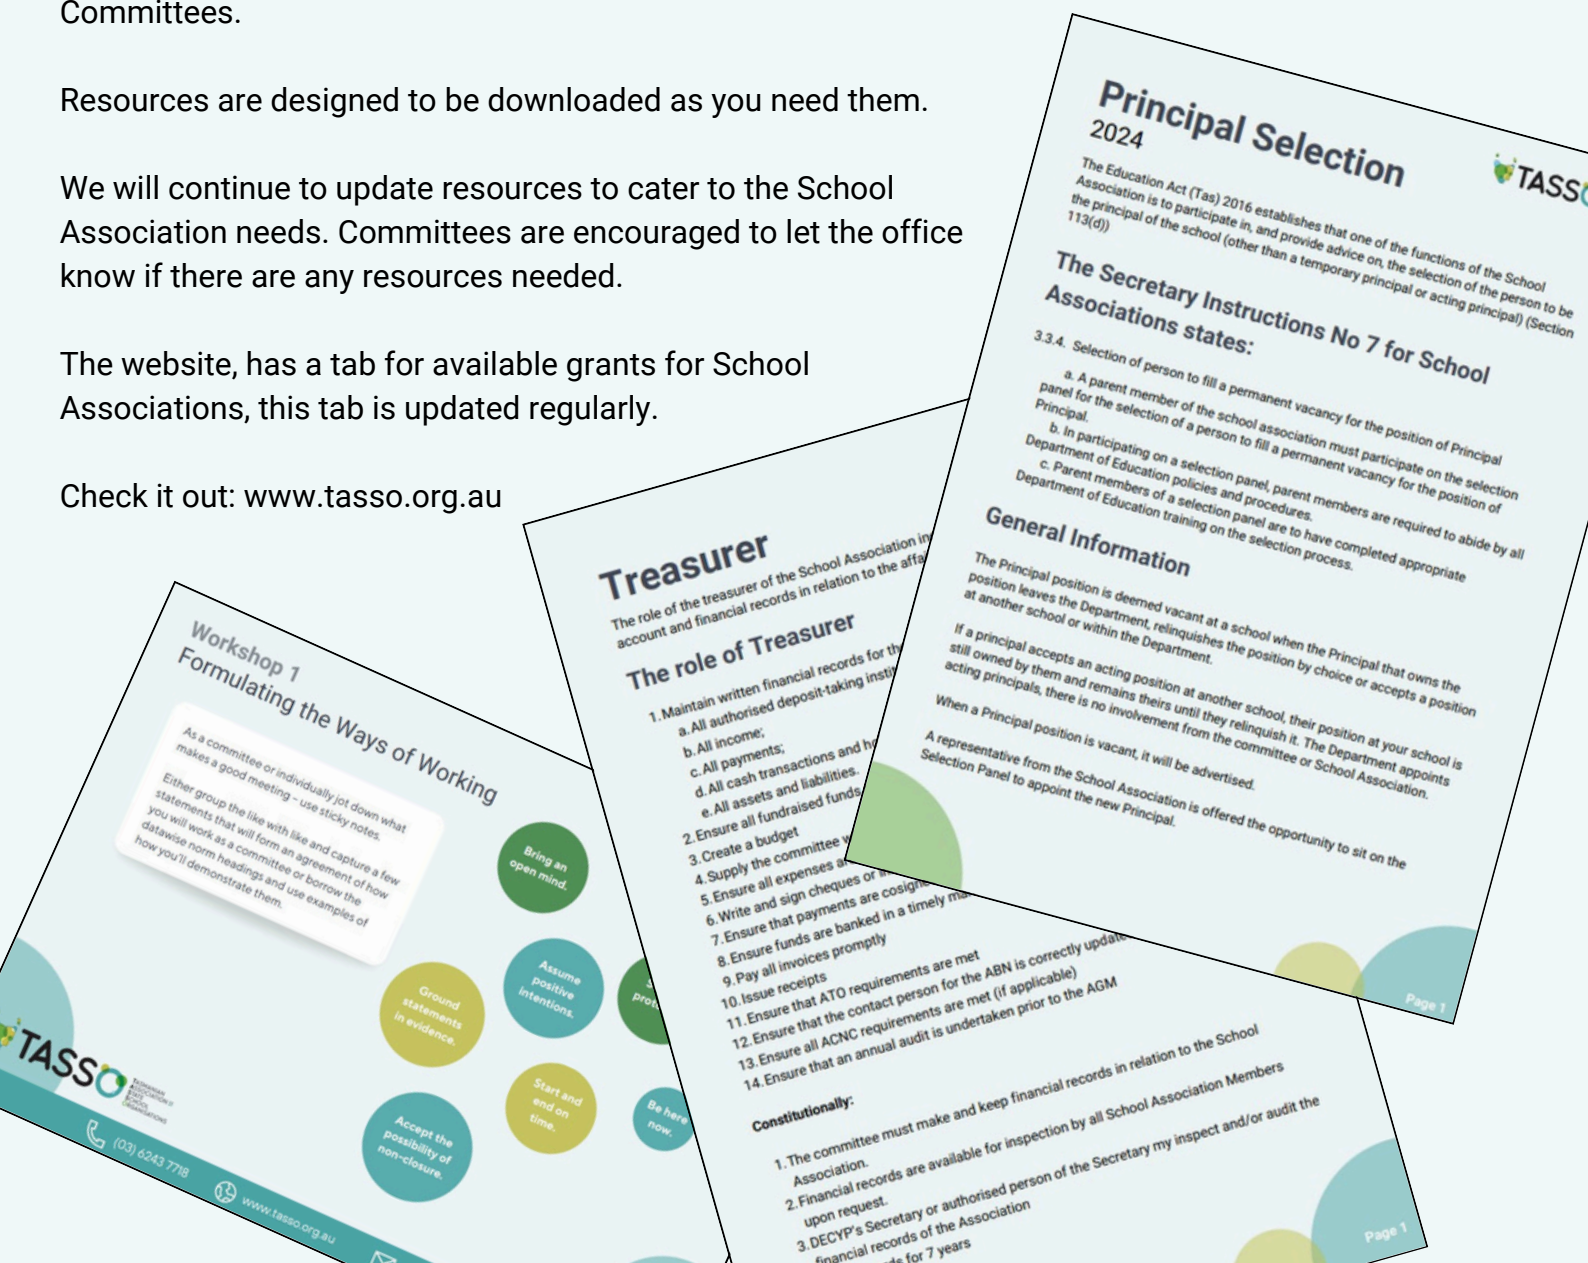 Committees.
Resources are designed to be downloaded as you need them.
We will continue to update resources to cater to the School
Association needs. Committees are encouraged to let the office
know if there are any resources needed.
The website, has a tab for available grants for School
Associations, this tab is updated regularly.
Check it out: www.tasso.org.au
Principal Selection
2024
TASSO
The Education Act (Tas) 2016 establishes that one of the functions of the School
Association is to participate in, and provide advice on, the selection of the person to be
the principal of the school (other than a temporary principal or acting principal) (Section
113(d))
The Secretary Instructions No 7 for School
Associations states:
3.3.4. Selection of person to fill a permanent vacancy for the position of Principal
a. A parent member of the school association must participate on the selection
panel for the selection of a person to fill a permanent vacancy for the position of
Principal.
b. In participating on a selection panel, parent members are required to abide by all
Department of Education policies and procedures.
c. Parent members of a selection panel are to have completed appropriate
Department of Education training on the selection process.
General Information
The Principal position is deemed vacant at a school when the Principal that owns the
position leaves the Department, relinquishes the position by choice or accepts a position
at another school or within the Department.
If a principal accepts an acting position at another school, their position at your school is
still owned by them and remains theirs until they relinquish it. The Department appoints
acting principals, there is no involvement from the committee or School Association.
When a Principal position is vacant, it will be advertised.
A representative from the School Association is offered the opportunity to sit on the
Selection Panel to appoint the new Principal.
Page 1
Treasurer
The role of the treasurer of the School Association
account and financial records in relation to the
The role of Treasurer
1. Maintain written financial records for
a. All authorised deposit-taking
b. All income;
c. All payments;
d. All cash transactions and
e. All assets and liabilities.
2. Ensure all fundraised funds
3. Create a budget
4. Supply the committee
5. Ensure all expenses
6. Write and sign cheques or
7. Ensure that payments are
8. Ensure funds are banked in a timely
9. Pay all invoices promptly
10. Issue receipts
11. Ensure that ATO requirements are met
12. Ensure that the contact person for the ABN is correctly
13. Ensure all ACNC requirements are met (if applicable)
14. Ensure that an annual audit is undertaken prior to the AGM
Constitutionally:
1. The committee must make and keep financial records in relation to the School
Association.
2. Financial records are available for inspection by all School Association Members
upon request.
3. DECYP's Secretary or authorised person of the Secretary my inspect and/or audit the
financial records of the Association
for 7 years
Page 1
Workshop 1
Formulating the Ways of Working
As a committee or individually jot down what
makes a good meeting – use sticky notes.
Either group the like with like and capture a few
statements that will form an agreement of how
you will work as a committee or borrow the
datawise norm headings and use examples of
how you'll demonstrate them.
Bring an
open mind.
Assume
positive
intentions.
Ground
statements
in evidence.
Start and
end on
time.
Be here
now.
Accept the
possibility of
non-closure.
TASSO
TASMANIAN
ASSOCIATION of
STATE
SCHOOL
ORGANISATIONS
(03) 6243 7718
www.tasso.org.au